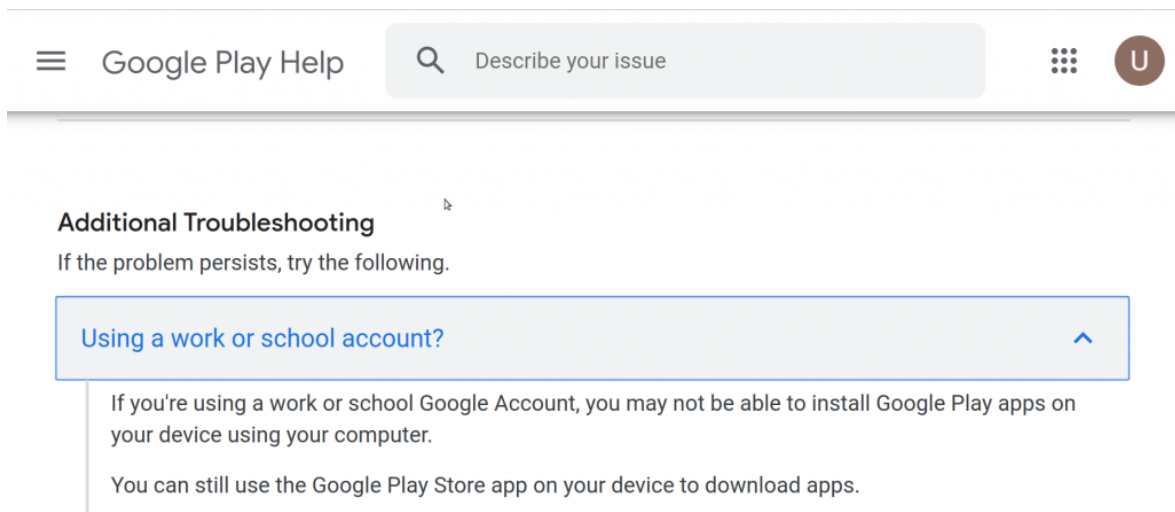 Google Play Help
Describe your issue
U
Additional Troubleshooting
If the problem persists, try the following.
Using a work or school account?
If you're using a work or school Google Account, you may not be able to install Google Play apps on
your device using your computer.
You can still use the Google Play Store app on your device to download apps.